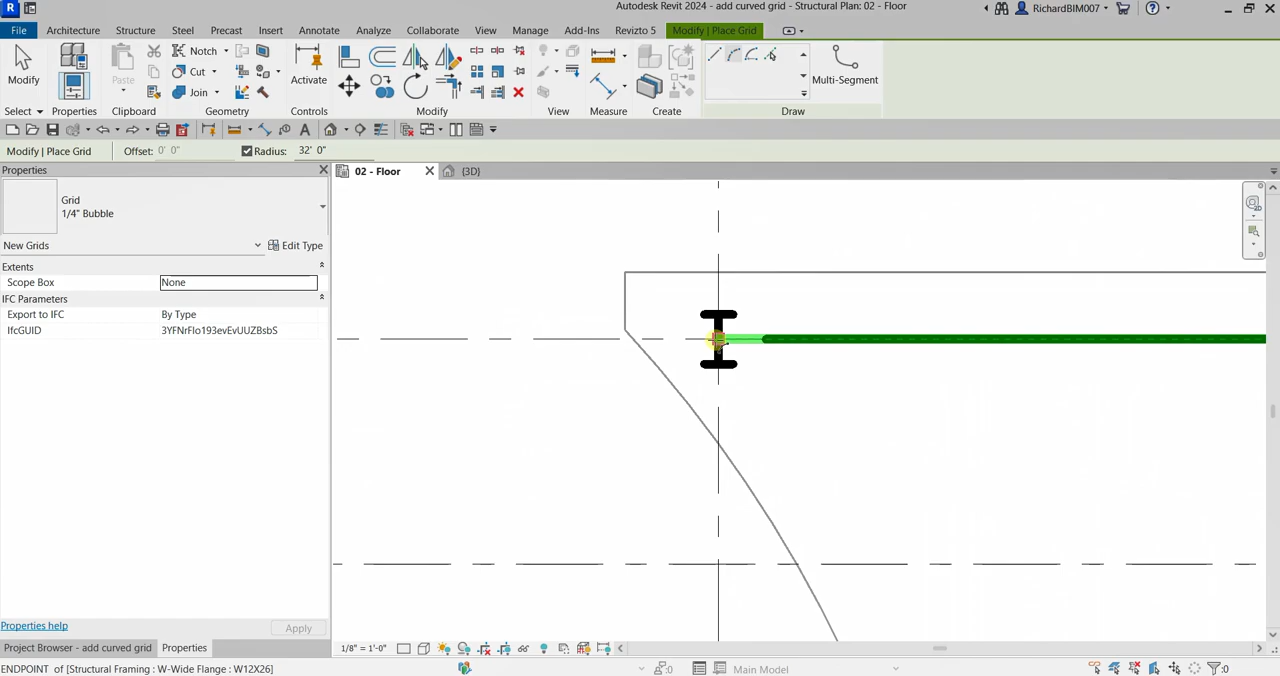 R
Autodesk Revit 2024 - add curved grid - Structural Plan: 02 - Floor
RichardBIM007
File Architecture Structure Steel Precast Insert Annotate Analyze Collaborate View Manage Add-Ins Revizto 5 Modify | Place Grid
Modify
Paste
Notch
Cut
Join
Activate
Multi-Segment
Select Properties Clipboard Geometry Controls Modify View Measure Create Draw
Modify | Place Grid Offset: 0' 0" Radius: 32' 0"
Properties
02 - Floor
{3D}
Grid
1/4" Bubble
New Grids
Edit Type
Extents
Scope Box None
IFC Parameters
Export to IFC By Type
IfcGUID 3YFNrFIo193evEvUUZBsbS
2D
Properties help
Apply
Project Browser - add curved grid Properties
1/8" = 1'-0"
ENDPOINT of [Structural Framing : W-Wide Flange : W12X26]
:0
Main Model
:0